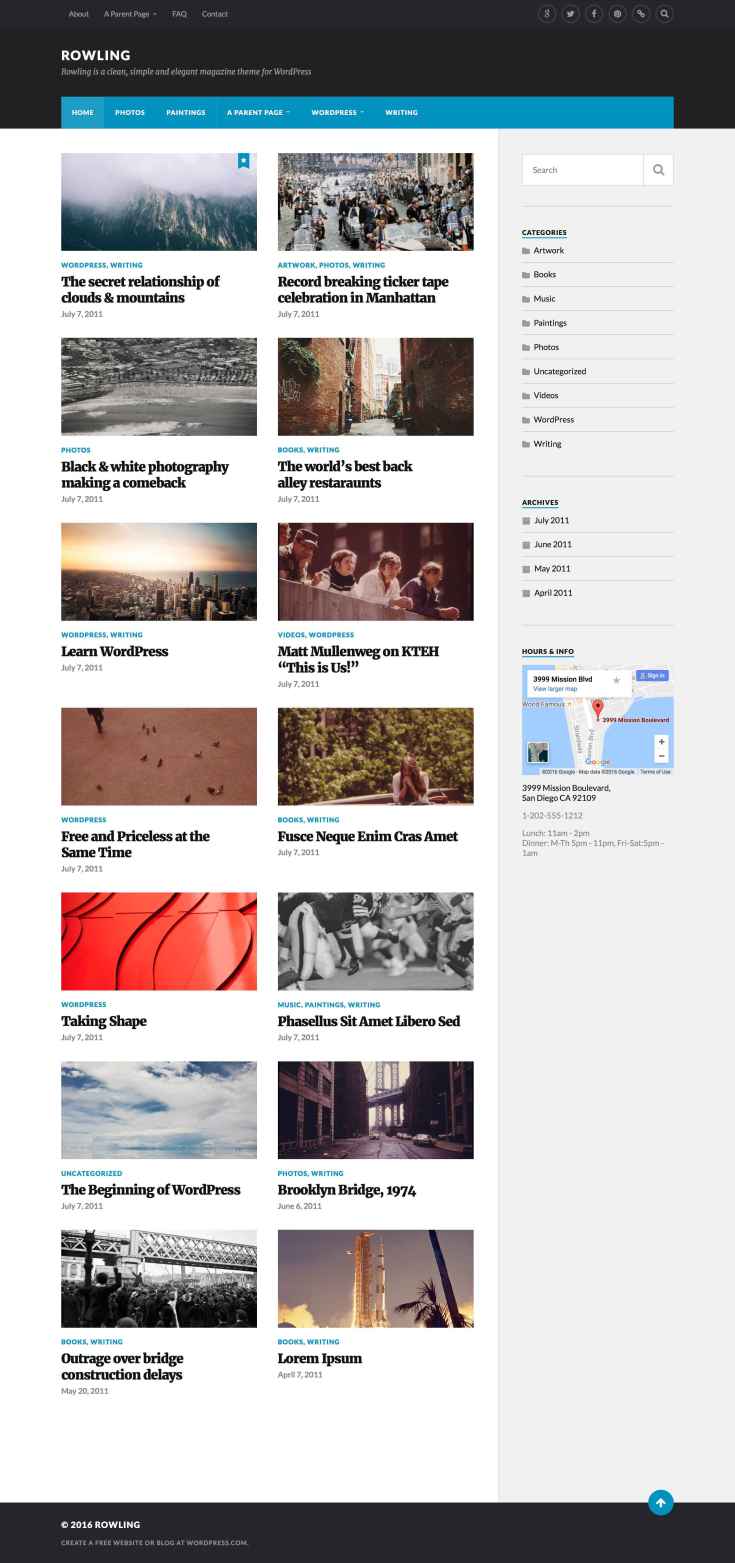 About
A Parent Page
FAQ
Contact
ROWLING
Rowling is a clean, simple and elegant magazine theme for WordPress
HOME
PHOTOS
PAINTINGS
A PARENT PAGE
WORDPRESS
WRITING
WORDPRESS, WRITING
The secret relationship of
clouds & mountains
July 7, 2011
ARTWORK, PHOTOS, WRITING
Record breaking ticker tape
celebration in Manhattan
July 7, 2011
PHOTOS
Black & white photography
making a comeback
July 7, 2011
BOOKS, WRITING
The world's best back
alley restaraunts
July 7, 2011
WORDPRESS, WRITING
Learn WordPress
July 7, 2011
VIDEOS, WORDPRESS
Matt Mullenweg on KTEH
“This is Us!”
July 7, 2011
WORDPRESS
Free and Priceless at the
Same Time
July 7, 2011
BOOKS, WRITING
Fusce Neque Enim Cras Amet
July 7, 2011
WORDPRESS
Taking Shape
July 7, 2011
MUSIC, PAINTINGS, WRITING
Phasellus Sit Amet Libero Sed
July 7, 2011
UNCATEGORIZED
The Beginning of WordPress
July 7, 2011
PHOTOS, WRITING
Brooklyn Bridge, 1974
June 6, 2011
BOOKS, WRITING
Outrage over bridge
construction delays
May 20, 2011
BOOKS, WRITING
Lorem Ipsum
April 7, 2011
Search
CATEGORIES
Artwork
Books
Music
Paintings
Photos
Uncategorized
Videos
WordPress
Writing
ARCHIVES
July 2011
June 2011
May 2011
April 2011
HOURS & INFO
3999 Mission Blvd
View larger map
Sign in
World Famous
3999 Mission Boulevard
Mission Blvd
Google
©2016 Google - Map data ©2016 Google
Terms of Use
3999 Mission Boulevard,
San Diego CA 92109
1-202-555-1212
Lunch: 11am - 2pm
Dinner: M-Th 5pm - 11pm, Fri-Sat:5pm -
1am
© 2016 ROWLING
CREATE A FREE WEBSITE OR BLOG AT WORDPRESS.COM.